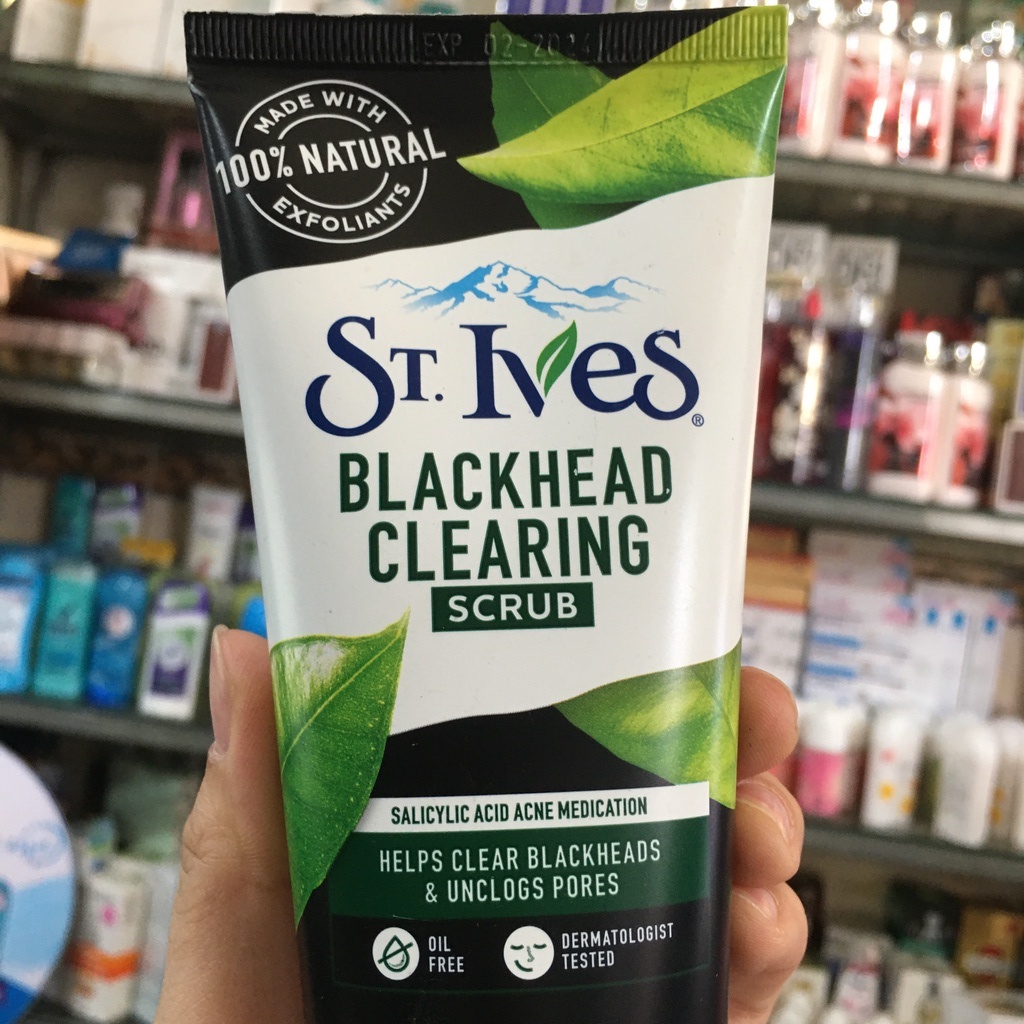 EXP 02-2024
MADE WITH
100% NATURAL
EXFOLIANTS
ST. IVES®
BLACKHEAD
CLEARING
SCRUB
SALICYLIC ACID ACNE MEDICATION
HELPS CLEAR BLACKHEADS
& UNCLOGS PORES
OIL
FREE
DERMATOLOGIST
TESTED